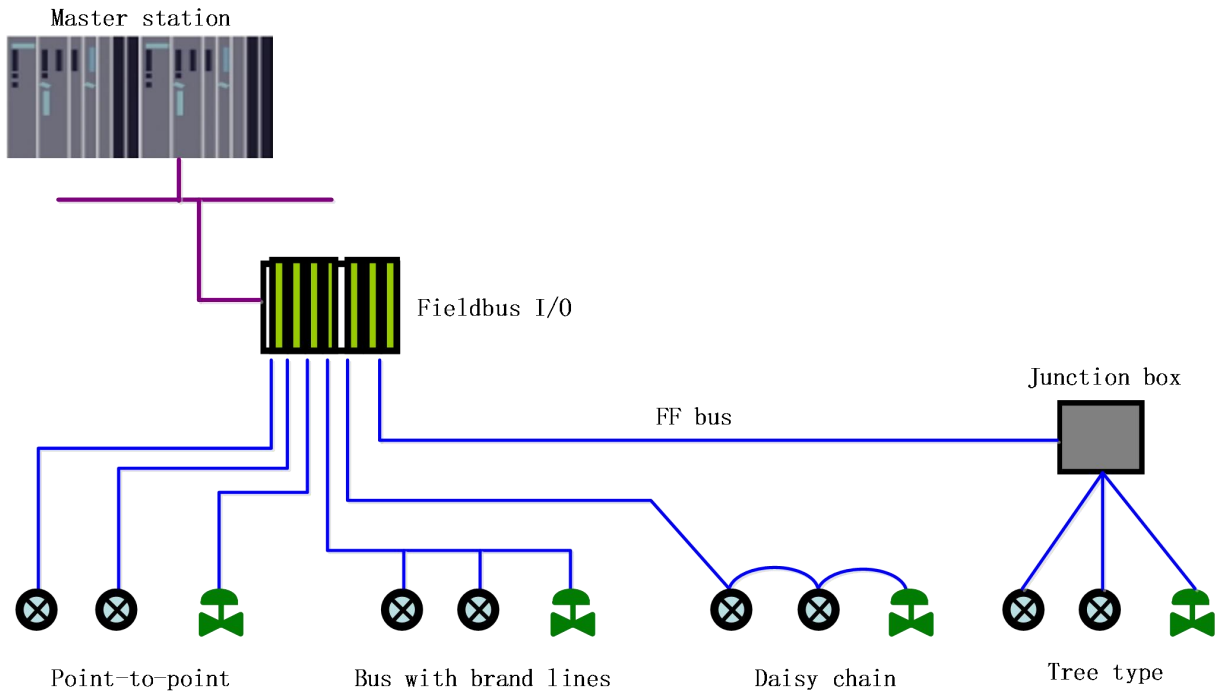 Master station
Fieldbus I/O
Junction box
FF bus
Point-to-point
Bus with brand lines
Daisy chain
Tree type